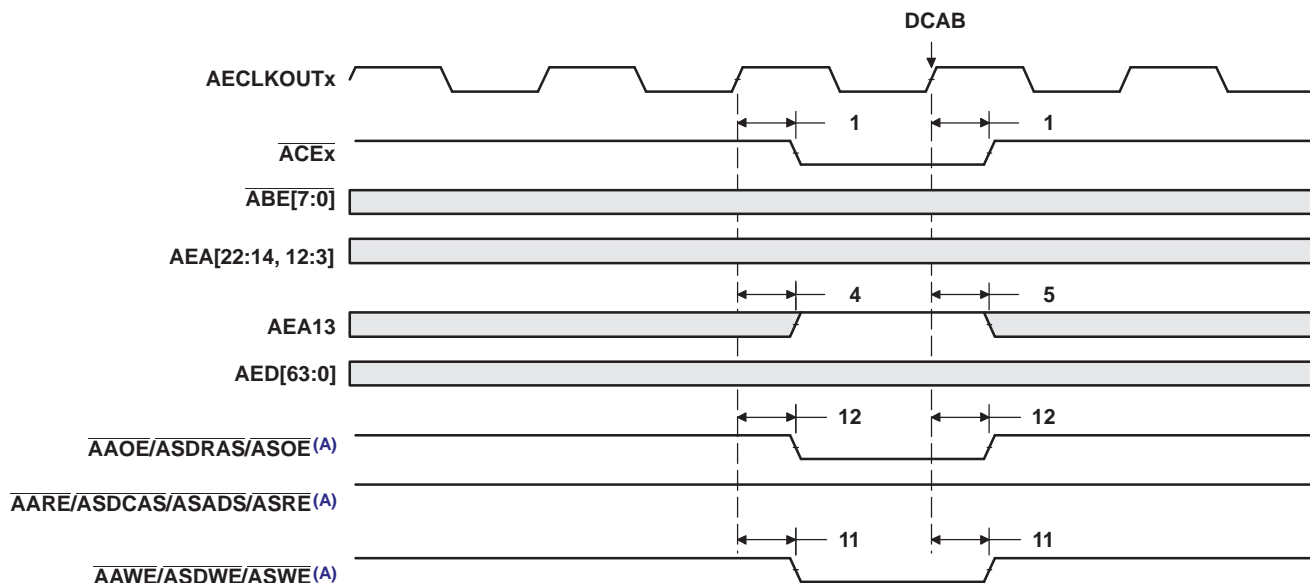 DCAB
AECLKOUTx
1 1
ACEx
ABE[7:0]
AEA[22:14, 12:3]
4 5
AEA13
AED[63:0]
12 12
AAOE/ASDRAS/ASOE(A)
AARE/ASDCAS/ASADS/ASRE(A)
11 11
AAWE/ASDWE/ASWE(A)